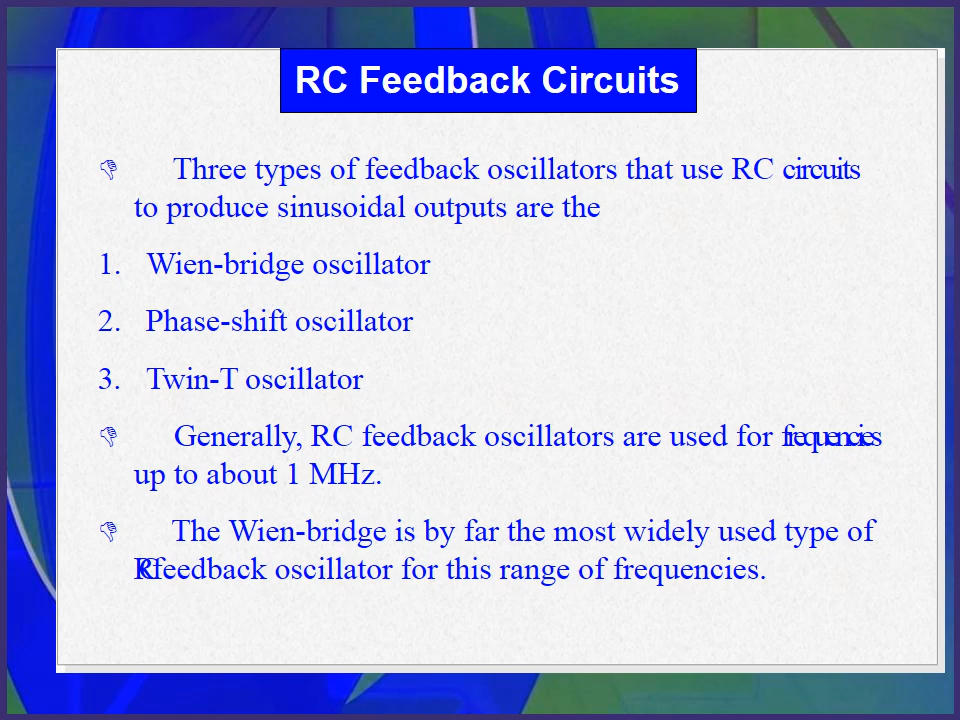 RC Feedback Circuits
Three types of feedback oscillators that use RC circuits
to produce sinusoidal outputs are the
1. Wien-bridge oscillator
2. Phase-shift oscillator
3. Twin-T oscillator
Generally, RC feedback oscillators are used for frequencies
up to about 1 MHz.
The Wien-bridge is by far the most widely used type of
RC feedback oscillator for this range of frequencies.